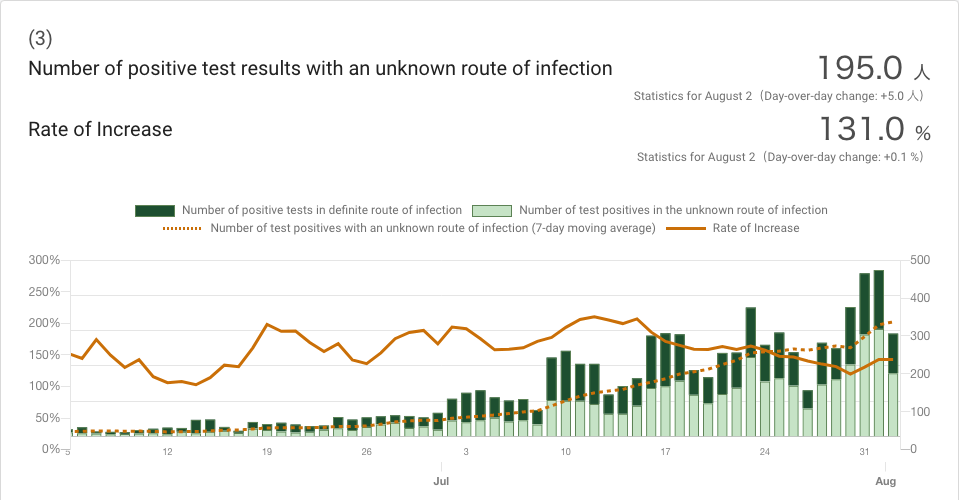 (3)
Number of positive test results with an unknown route of infection
195.0 人
Statistics for August 2（Day-over-day change: +5.0 人）
Rate of Increase
131.0 %
Statistics for August 2（Day-over-day change: +0.1 %）
Number of positive tests in definite route of infection Number of test positives in the unknown route of infection
Number of test positives with an unknown route of infection (7-day moving average) Rate of Increase
300% 500
250% 400
200% 300
150% 200
100% 100
50% 0
0%
12 19 26 3 10 17 24 31
Jul Aug